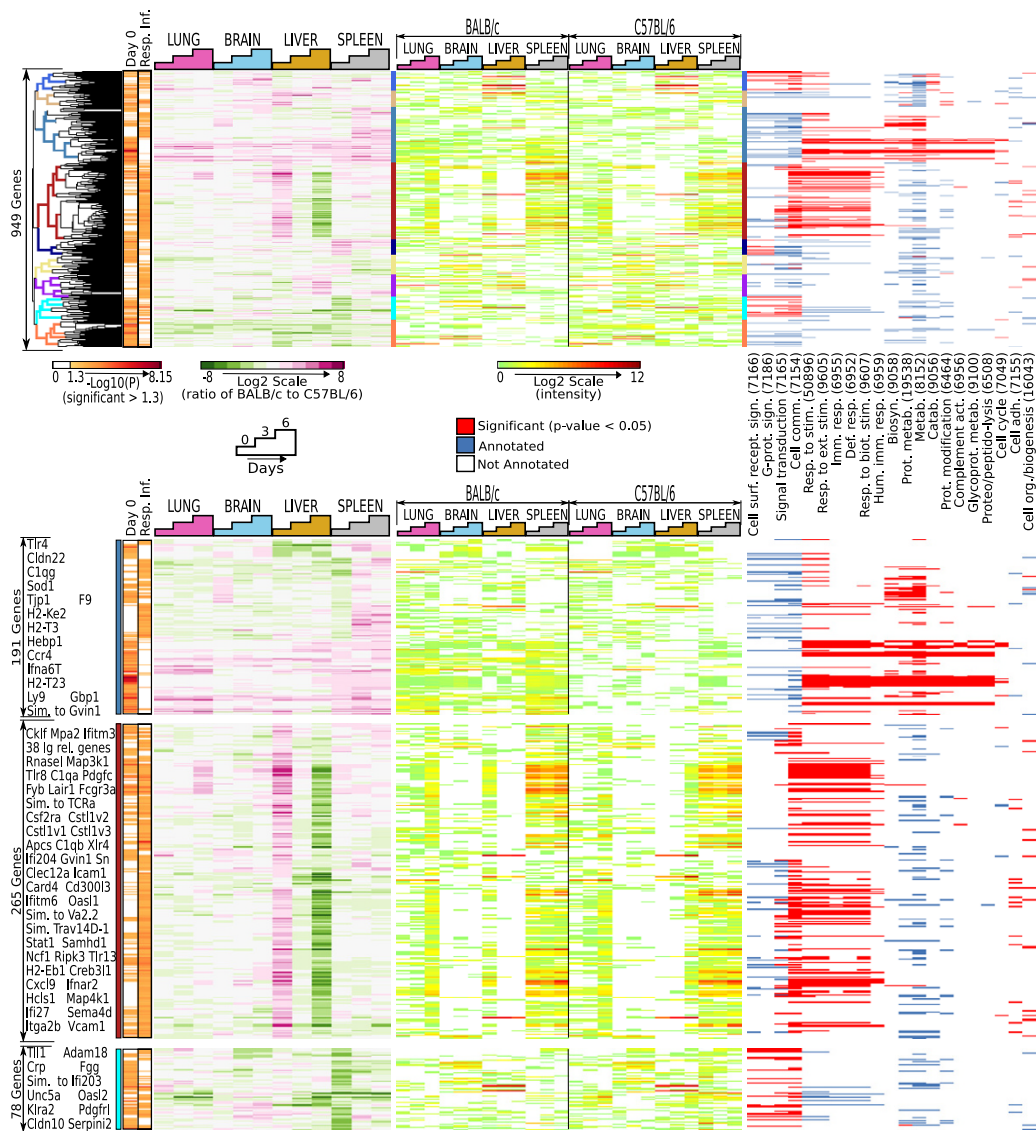 BALB/c
C57BL/6
Day 0
Resp. Inf.
LUNG BRAIN LIVER SPLEEN
LUNG BRAIN LIVER SPLEEN LUNG BRAIN LIVER SPLEEN
949 Genes
0 1.3 8.15
-Log10(P)
(significant > 1.3)
-8 8
Log2 Scale
(ratio of BALB/c to C57BL/6)
0 12
Log2 Scale
(intensity)
0 3 6
Days
Significant (p-value < 0.05)
Annotated
Not Annotated
Cell surf. recept. sign. (7166)
G-prot. sign. (7186)
Signal transduction (7165)
Cell comm. (7154)
Resp. to stim. (50896)
Resp. to ext. stim. (9605)
Imm. resp. (6955)
Def. resp. (6952)
Resp. to biot. stim. (9607)
Hum. imm. resp. (6959)
Biosyn. (9058)
Prot. metab. (19538)
Metab. (8152)
Catab. (9056)
Prot. modification (6464)
Complement act. (6956)
Glycoprot. metab. (9100)
Proteo/peptido-lysis (6508)
Cell cycle (7049)
Cell adh. (7155)
Cell org./biogenesis (16043)
BALB/c
C57BL/6
Day 0
Resp. Inf.
LUNG BRAIN LIVER SPLEEN
LUNG BRAIN LIVER SPLEEN LUNG BRAIN LIVER SPLEEN
191 Genes
Tlr4
Cldn22
C1qg
Sod1
Tjp1 F9
H2-Ke2
H2-T3
Hebp1
Ccr4
Ifna6T
H2-T23
Ly9 Gbp1
Sim. to Gvin1
265 Genes
Cklf Mpa2 Ifitm3
38 Ig rel. genes
Rnasel Map3k1
Tlr8 C1qa Pdgfc
Fyb Lair1 Fcgr3a
Sim. to TCRa
Csf2ra Cstl1v2
Cstl1v1 Cstl1v3
Apcs C1qb Xlr4
Ifi204 Gvin1 Sn
Clec12a Icam1
Card4 Cd300l3
Ifitm6 Oasl1
Sim. to Va2.2
Sim. Trav14D-1
Stat1 Samhd1
Ncf1 Ripk3 Tlr13
H2-Eb1 Creb3l1
Cxcl9 Ifnar2
Hcls1 Map4k1
Ifi27 Sema4d
Itga2b Vcam1
78 Genes
Tll1 Adam18
Crp Fgg
Sim. to Ifi203
Unc5a Oasl2
Klra2 Pdgfrl
Cldn10 Serpini2